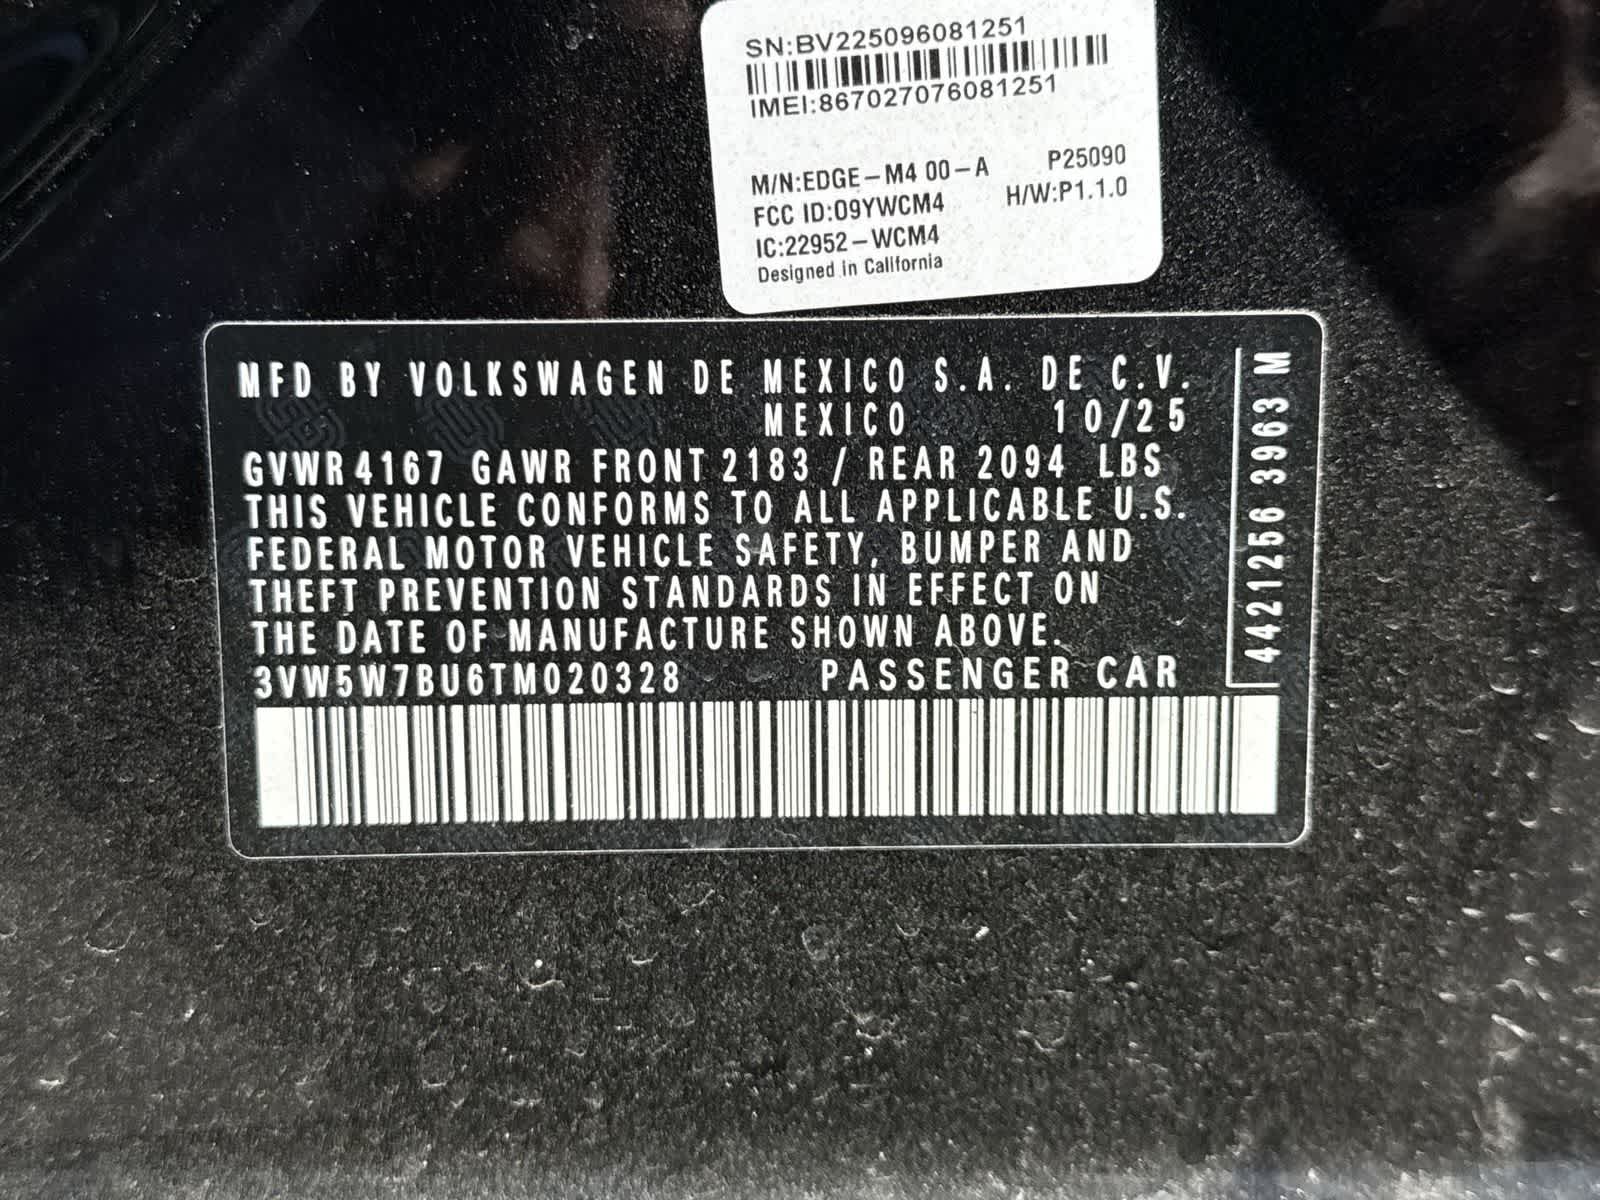 SN:BV225096081251
IMEI:867027076081251
M/N:EDGE-M4 00-A P25090
FCC ID:09YWCM4 H/W:P1.1.0
IC:22952-WCM4
Designed in California
MFD BY VOLKSWAGEN DE MEXICO S.A. DE C.V.
MEXICO 10/25
GVWR 4167 GAWR FRONT 2183 / REAR 2094 LBS
THIS VEHICLE CONFORMS TO ALL APPLICABLE U.S.
FEDERAL MOTOR VEHICLE SAFETY, BUMPER AND
THEFT PREVENTION STANDARDS IN EFFECT ON
THE DATE OF MANUFACTURE SHOWN ABOVE.
3VW5W7BU6TM020328 PASSENGER CAR
4421256 3963 M